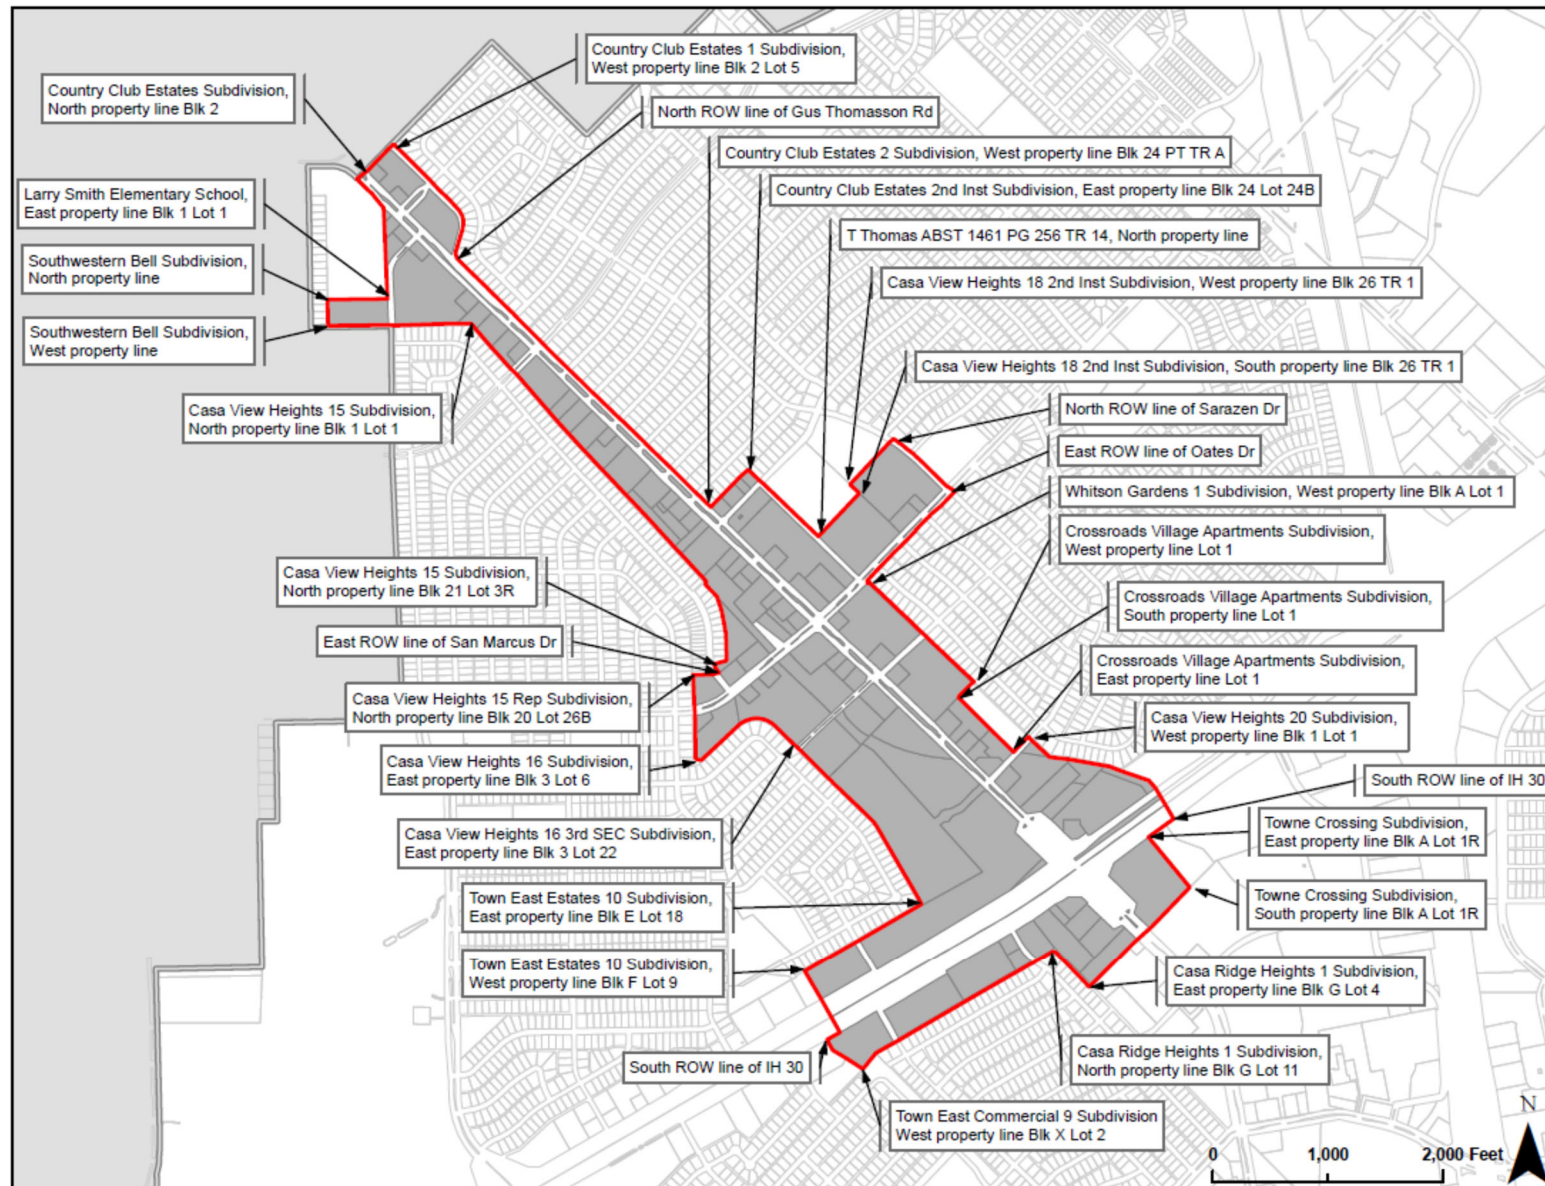 Country Club Estates 1 Subdivision,
West property line Blk 2 Lot 5
Country Club Estates Subdivision,
North property line Blk 2
North ROW line of Gus Thomasson Rd
Country Club Estates 2 Subdivision, West property line Blk 24 PT TR A
Country Club Estates 2nd Inst Subdivision, East property line Blk 24 Lot 24B
Larry Smith Elementary School,
East property line Blk 1 Lot 1
T Thomas ABST 1461 PG 256 TR 14, North property line
Southwestern Bell Subdivision,
North property line
Casa View Heights 18 2nd Inst Subdivision, West property line Blk 26 TR 1
Southwestern Bell Subdivision,
West property line
Casa View Heights 18 2nd Inst Subdivision, South property line Blk 26 TR 1
Casa View Heights 15 Subdivision,
North property line Blk 1 Lot 1
North ROW line of Sarazen Dr
East ROW line of Oates Dr
Whitson Gardens 1 Subdivision, West property line Blk A Lot 1
Crossroads Village Apartments Subdivision,
West property line Lot 1
Casa View Heights 15 Subdivision,
North property line Blk 21 Lot 3R
Crossroads Village Apartments Subdivision,
South property line Lot 1
East ROW line of San Marcus Dr
Crossroads Village Apartments Subdivision,
East property line Lot 1
Casa View Heights 15 Rep Subdivision,
North property line Blk 20 Lot 26B
Casa View Heights 20 Subdivision,
West property line Blk 1 Lot 1
Casa View Heights 16 Subdivision,
East property line Blk 3 Lot 6
South ROW line of IH 30
Casa View Heights 16 3rd SEC Subdivision,
East property line Blk 3 Lot 22
Towne Crossing Subdivision,
East property line Blk A Lot 1R
Town East Estates 10 Subdivision,
East property line Blk E Lot 18
Towne Crossing Subdivision,
South property line Blk A Lot 1R
Town East Estates 10 Subdivision,
West property line Blk F Lot 9
Casa Ridge Heights 1 Subdivision,
East property line Blk G Lot 4
South ROW line of IH 30
Casa Ridge Heights 1 Subdivision,
North property line Blk G Lot 11
Town East Commercial 9 Subdivision
West property line Blk X Lot 2
N
0 1,000 2,000 Feet